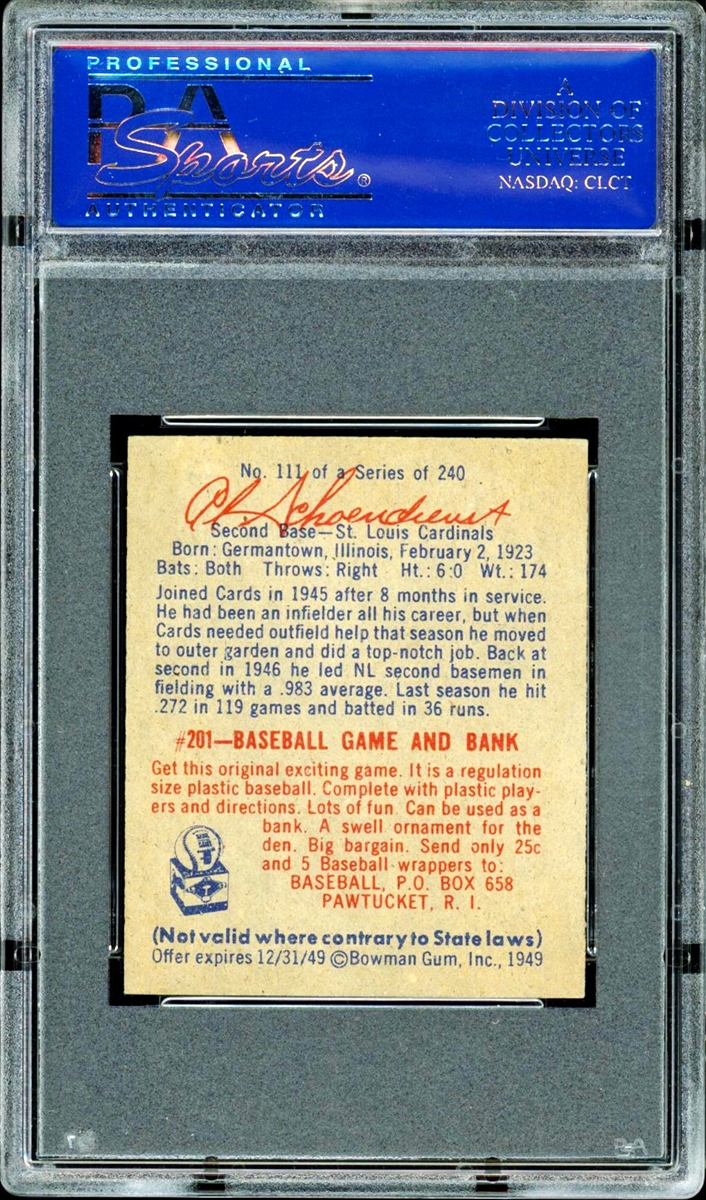 PROFESSIONAL
PSA
Sports®
AUTHENTICATOR
A
DIVISION OF
COLLECTORS
UNIVERSE
NASDAQ: CLCT
No. 111 of a Series of 240
Schoendienst
Second Base—St. Louis Cardinals
Born: Germantown, Illinois, February 2, 1923
Bats: Both Throws: Right Ht.: 6:0 Wt.: 174
Joined Cards in 1945 after 8 months in service.
He had been an infielder all his career, but when
Cards needed outfield help that season he moved
to outer garden and did a top-notch job. Back at
second in 1946 he led NL second basemen in
fielding with a .983 average. Last season he hit
.272 in 119 games and batted in 36 runs.
#201—BASEBALL GAME AND BANK
Get this original exciting game. It is a regulation
size plastic baseball. Complete with plastic play-
ers and directions. Lots of fun. Can be used as a
bank. A swell ornament for the
den. Big bargain. Send only 25c
and 5 Baseball wrappers to:
BASEBALL, P.O. BOX 658
PAWTUCKET, R. I.
(Not valid where contrary to State laws)
Offer expires 12/31/49 ©Bowman Gum, Inc., 1949
PSA